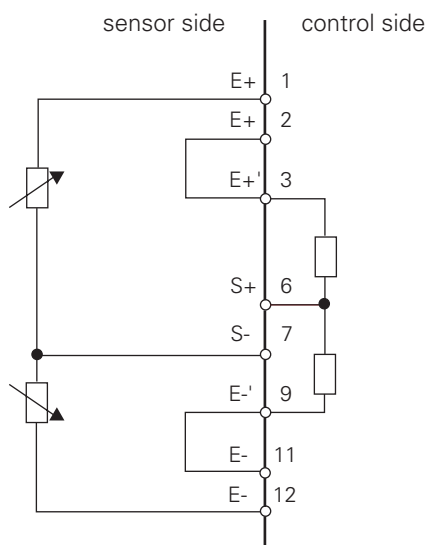 sensor side control side
E+ 1
E+ 2
E+' 3
S+ 6
S- 7
E-' 9
E- 11
E- 12